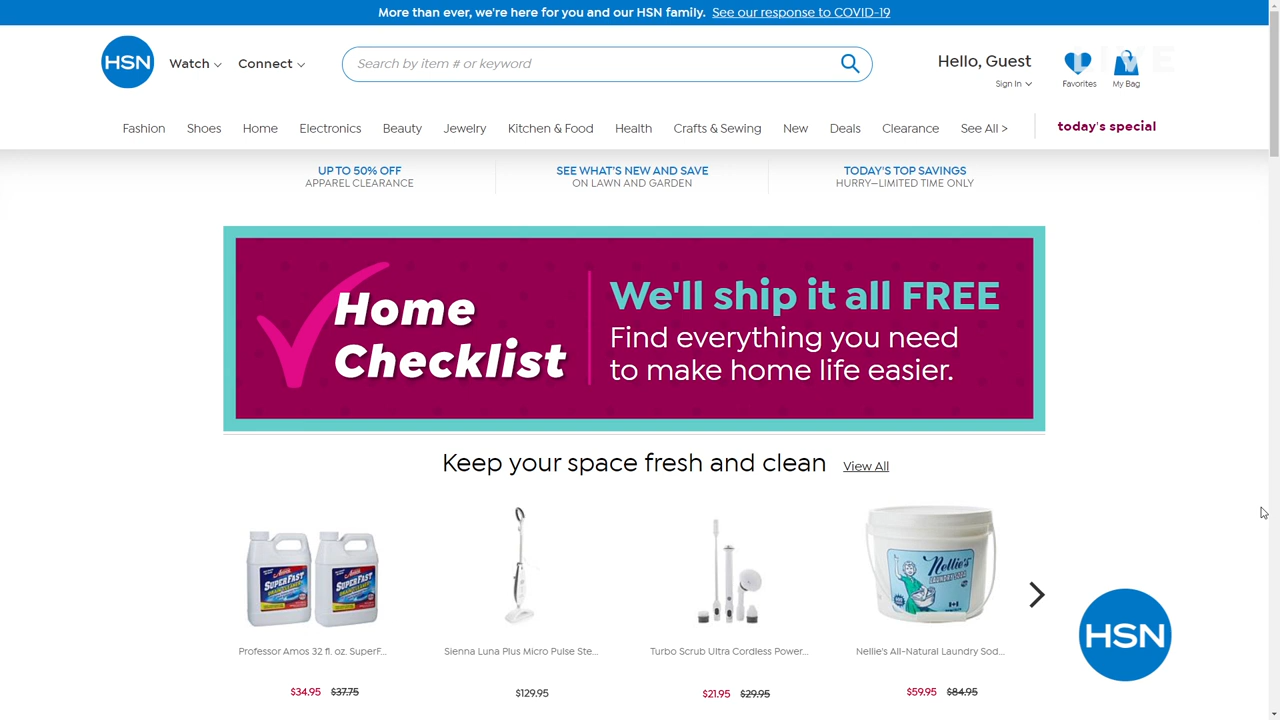 More than ever, we're here for you and our HSN family. See our response to COVID-19
HSN
Watch
Connect
Search by item # or keyword
Hello, Guest
Sign In
Favorites
My Bag
LIVE
Fashion
Shoes
Home
Electronics
Beauty
Jewelry
Kitchen & Food
Health
Crafts & Sewing
New
Deals
Clearance
See All >
today's special
UP TO 50% OFF
APPAREL CLEARANCE
SEE WHAT'S NEW AND SAVE
ON LAWN AND GARDEN
TODAY'S TOP SAVINGS
HURRY—LIMITED TIME ONLY
Home
Checklist
We'll ship it all FREE
Find everything you need
to make home life easier.
Keep your space fresh and clean View All
SUPERFAST
SUPERFAST
Nellie's
LAUNDRY SODA
Professor Amos 32 fl. oz. SuperF...
Sienna Luna Plus Micro Pulse Ste...
Turbo Scrub Ultra Cordless Power...
Nellie's All-Natural Laundry Sod...
$34.95 $37.75
$129.95
$21.95 $29.95
$59.95 $84.95
HSN